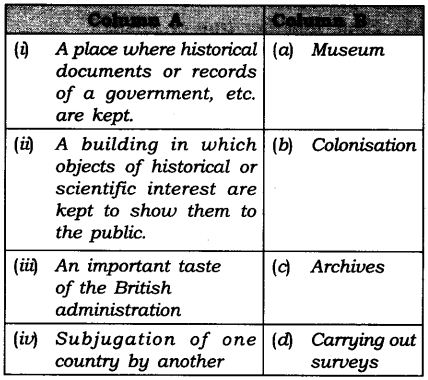 Column A Column B
(i) A place where historical (a) Museum
documents or records
of a government, etc.
are kept.
(ii) A building in which (b) Colonisation
objects of historical or
scientific interest are
kept to show them to
the public.
(iii) An important taste (c) Archives
of the British
administration
(iv) Subjugation of one (d) Carrying out
country by another surveys